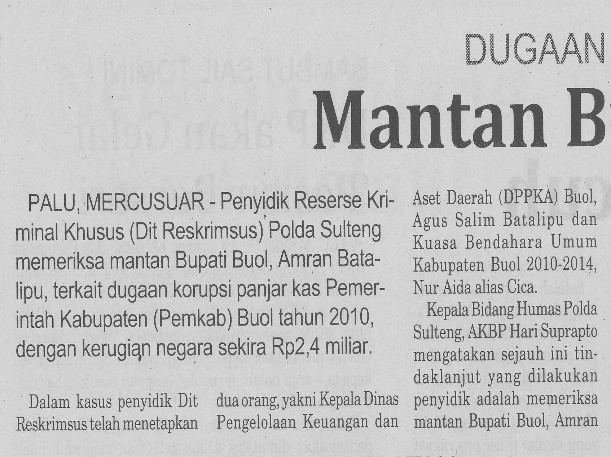 DUGAAN
Mantan B
PALU, MERCUSUAR - Penyidik Reserse Kri-
minal Khusus (Dit Reskrimsus) Polda Sulteng
memeriksa mantan Bupati Buol, Amran Bata-
lipu, terkait dugaan korupsi panjar kas Pemer-
intah Kabupaten (Pemkab) Buol tahun 2010,
dengan kerugian negara sekira Rp2,4 miliar.
Dalam kasus penyidik Dit
Reskrimsus telah menetapkan
dua orang, yakni Kepala Dinas
Pengelolaan Keuangan dan
Aset Daerah (DPPKA) Buol,
Agus Salim Batalipu dan
Kuasa Bendahara Umum
Kabupaten Buol 2010-2014,
Nur Aida alias Cica.
Kepala Bidang Humas Polda
Sulteng, AKBP Hari Suprapto
mengatakan sejauh ini tin-
daklanjut yang dilakukan
penyidik adalah memeriksa
mantan Bupati Buol, Amran